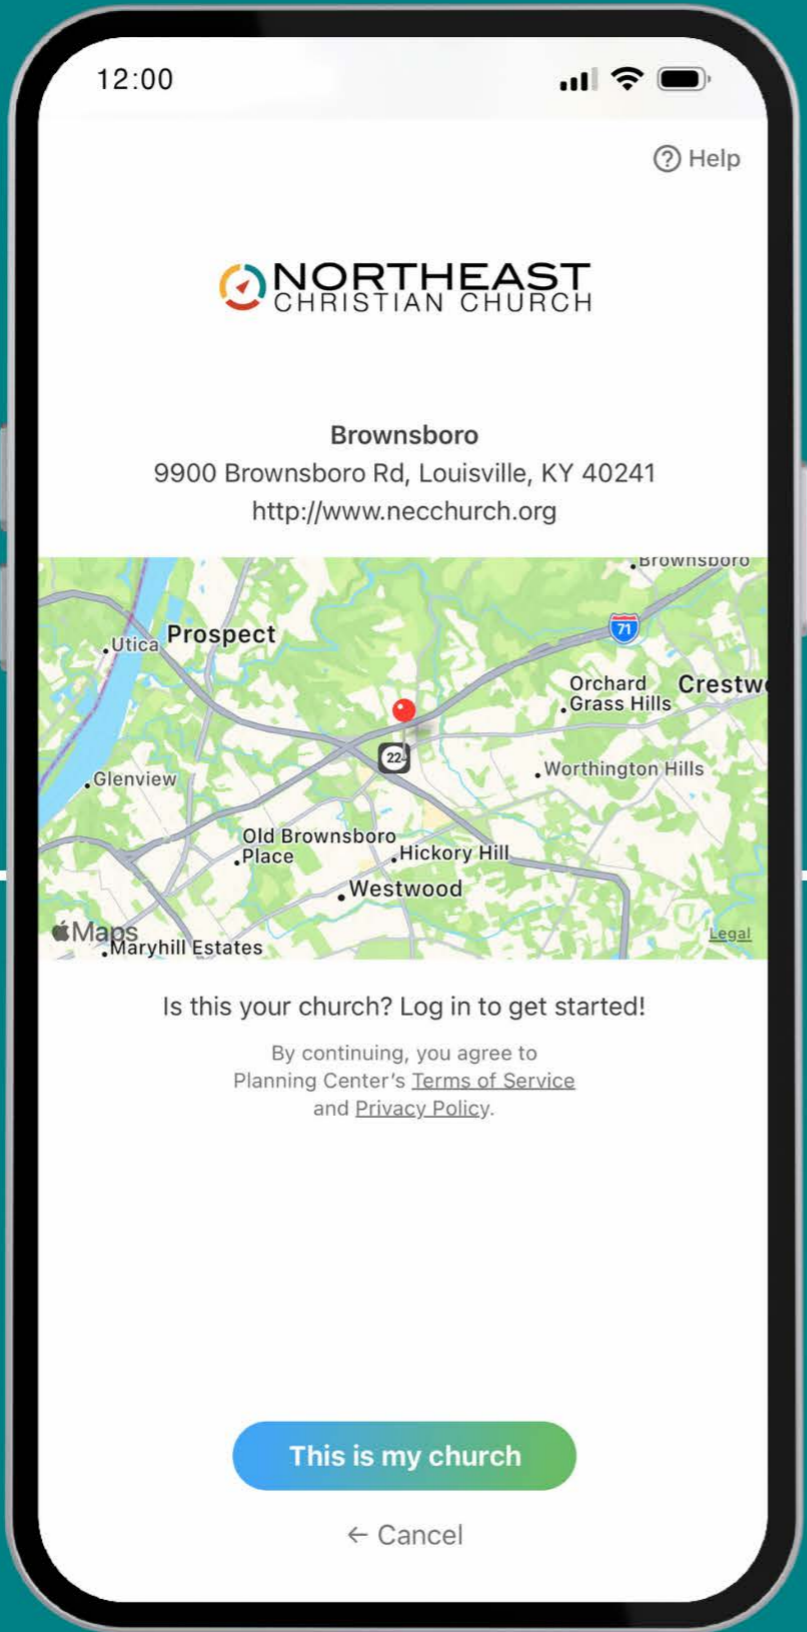 12:00
Help
NORTHEAST
CHRISTIAN CHURCH
Brownsboro
9900 Brownsboro Rd, Louisville, KY 40241
http://www.necchurch.org
Brownsboro
71
Utica
Prospect
Orchard
Grass Hills
Crestw
22
Worthington Hills
Glenview
Old Brownsboro
Place
Hickory Hill
Westwood
Maps
Legal
Maryhill Estates
Is this your church? Log in to get started!
By continuing, you agree to
Planning Center's Terms of Service
and Privacy Policy.
This is my church
← Cancel